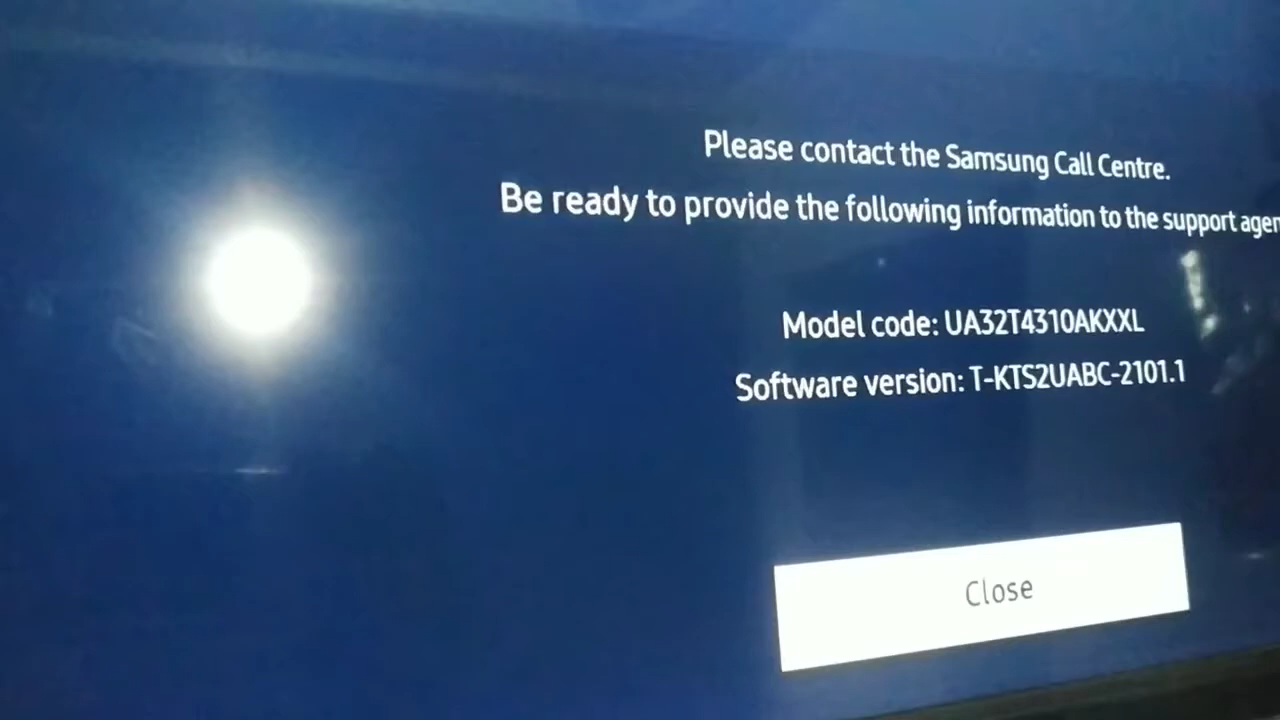 Please contact the Samsung Call Centre.
Be ready to provide the following information to the support
Model code: UA32T4310AKXXL
Software version: T-KTS2UABC-2101.1
Close